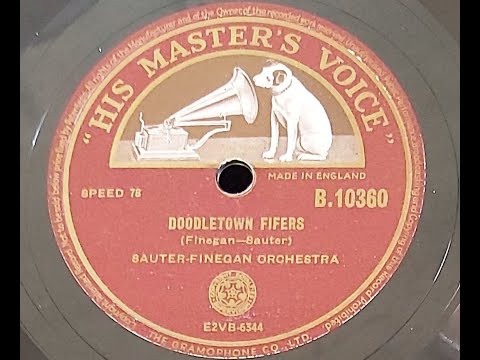 "HIS MASTER'S VOICE"
MADE IN ENGLAND
SPEED 78
B.10360
DOODLETOWN FIFERS
(Finegan—Sauter)
SAUTER-FINEGAN ORCHESTRA
E2VB-6344
THE GRAMOPHONE CO., LTD.